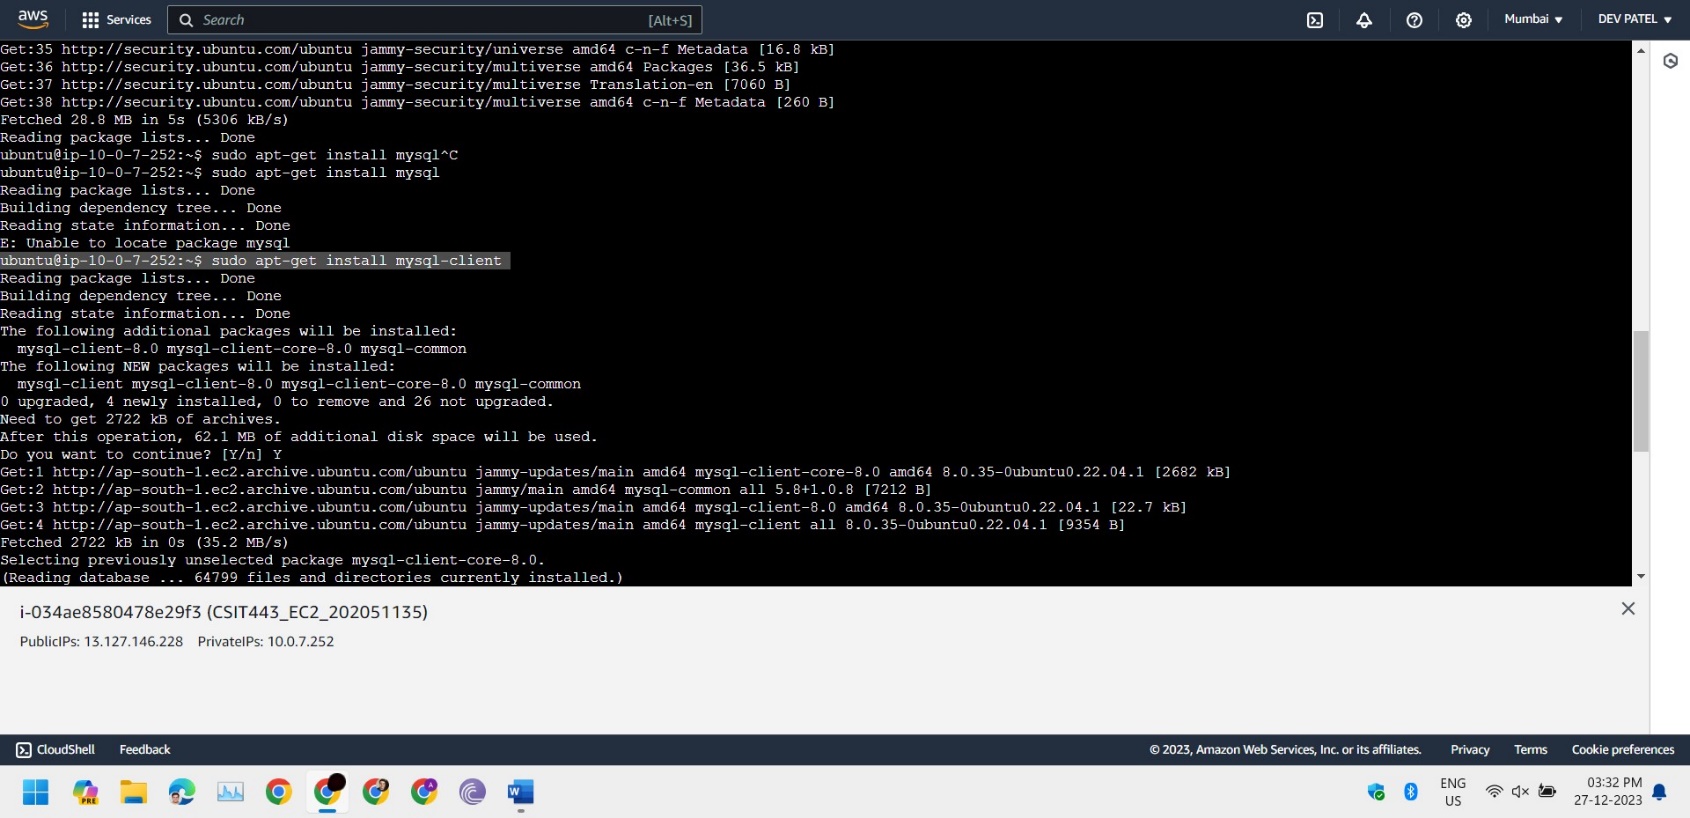 aws Services Search [Alt+S] Mumbai ▼ DEV PATEL ▼
Get:35 http://security.ubuntu.com/ubuntu jammy-security/universe amd64 c-n-f Metadata [16.8 kB]
Get:36 http://security.ubuntu.com/ubuntu jammy-security/multiverse amd64 Packages [36.5 kB]
Get:37 http://security.ubuntu.com/ubuntu jammy-security/multiverse Translation-en [7060 B]
Get:38 http://security.ubuntu.com/ubuntu jammy-security/multiverse amd64 c-n-f Metadata [260 B]
Fetched 28.8 MB in 5s (5306 kB/s)
Reading package lists... Done
ubuntu@ip-10-0-7-252:~$ sudo apt-get install mysql^C
ubuntu@ip-10-0-7-252:~$ sudo apt-get install mysql
Reading package lists... Done
Building dependency tree... Done
Reading state information... Done
E: Unable to locate package mysql
ubuntu@ip-10-0-7-252:~$ sudo apt-get install mysql-client
Reading package lists... Done
Building dependency tree... Done
Reading state information... Done
The following additional packages will be installed:
  mysql-client-8.0 mysql-client-core-8.0 mysql-common
The following NEW packages will be installed:
  mysql-client mysql-client-8.0 mysql-client-core-8.0 mysql-common
0 upgraded, 4 newly installed, 0 to remove and 26 not upgraded.
Need to get 2722 kB of archives.
After this operation, 62.1 MB of additional disk space will be used.
Do you want to continue? [Y/n] Y
Get:1 http://ap-south-1.ec2.archive.ubuntu.com/ubuntu jammy-updates/main amd64 mysql-client-core-8.0 amd64 8.0.35-0ubuntu0.22.04.1 [2682 kB]
Get:2 http://ap-south-1.ec2.archive.ubuntu.com/ubuntu jammy/main amd64 mysql-common all 5.8+1.0.8 [7212 B]
Get:3 http://ap-south-1.ec2.archive.ubuntu.com/ubuntu jammy-updates/main amd64 mysql-client-8.0 amd64 8.0.35-0ubuntu0.22.04.1 [22.7 kB]
Get:4 http://ap-south-1.ec2.archive.ubuntu.com/ubuntu jammy-updates/main amd64 mysql-client all 8.0.35-0ubuntu0.22.04.1 [9354 B]
Fetched 2722 kB in 0s (35.2 MB/s)
Selecting previously unselected package mysql-client-core-8.0.
(Reading database ... 64799 files and directories currently installed.)
i-034ae8580478e29f3 (CSIT443_EC2_202051135)
PublicIPs: 13.127.146.228 PrivateIPs: 10.0.7.252
CloudShell Feedback © 2023, Amazon Web Services, Inc. or its affiliates. Privacy Terms Cookie preferences
PRE A W ENG 03:32 PM
US 27-12-2023